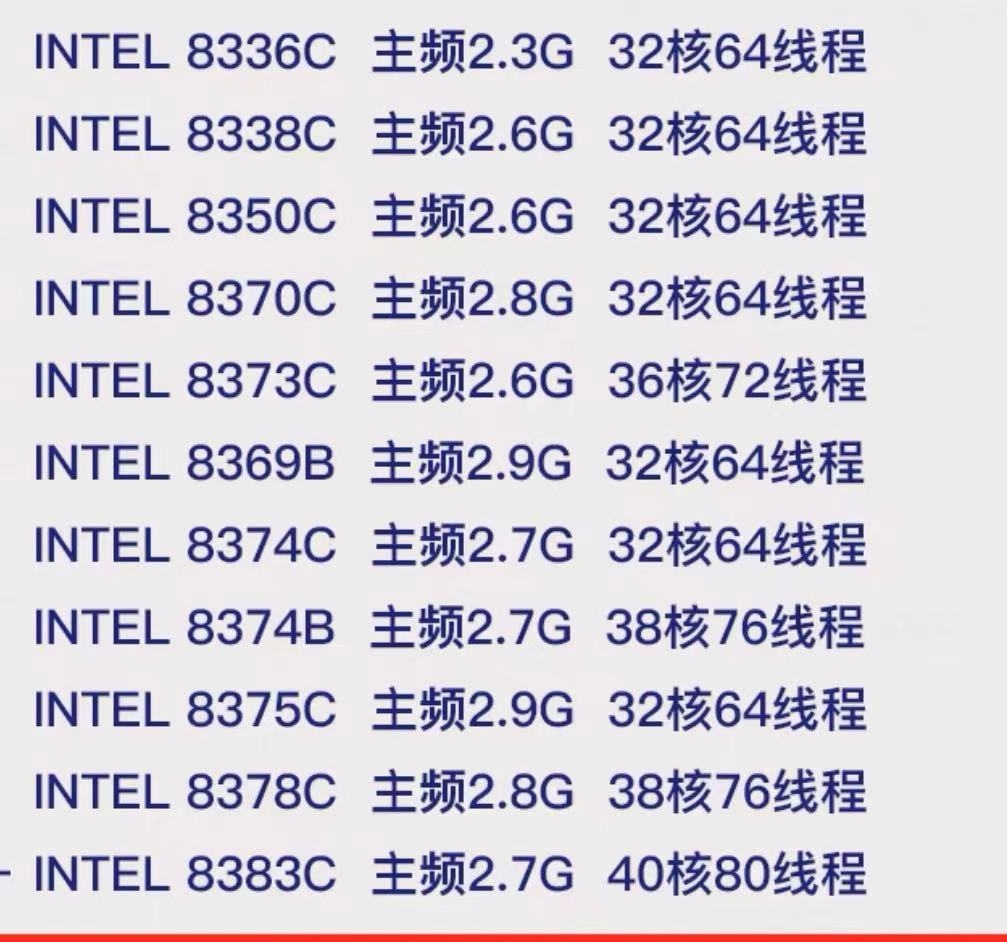 INTEL 8336C 主频2.3G 32核64线程
INTEL 8338C 主频2.6G 32核64线程
INTEL 8350C 主频2.6G 32核64线程
INTEL 8370C 主频2.8G 32核64线程
INTEL 8373C 主频2.6G 36核72线程
INTEL 8369B 主频2.9G 32核64线程
INTEL 8374C 主频2.7G 32核64线程
INTEL 8374B 主频2.7G 38核76线程
INTEL 8375C 主频2.9G 32核64线程
INTEL 8378C 主频2.8G 38核76线程
INTEL 8383C 主频2.7G 40核80线程